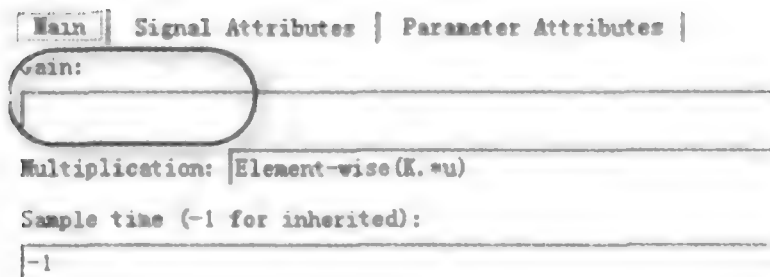 Main | Signal Attributes | Parameter Attributes |
Gain:
Multiplication: Element-wise(K.*u)
Sample time (-1 for inherited):
-1